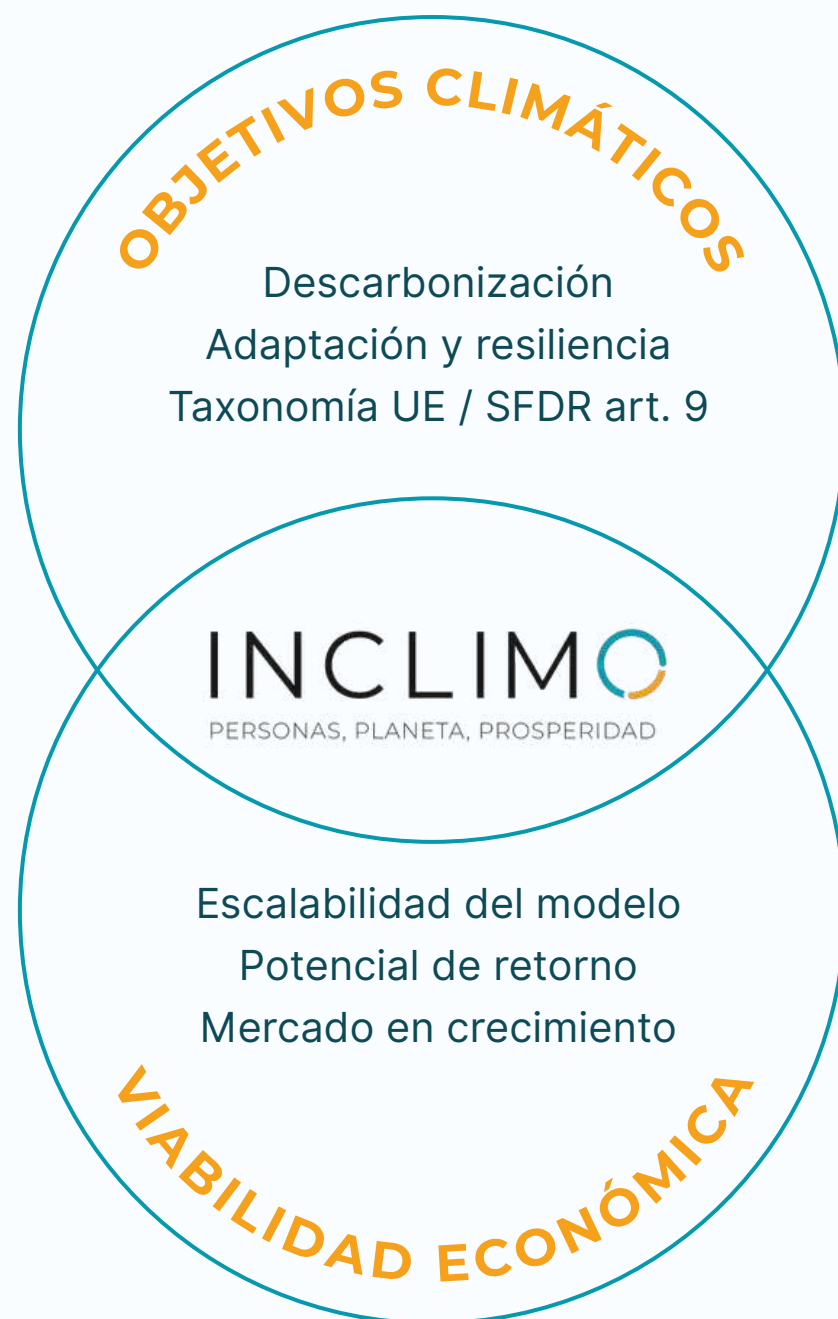 OBJETIVOS CLIMÁTICOS
Descarbonización
Adaptación y resiliencia
Taxonomía UE / SFDR art. 9
INCLIMO
PERSONAS, PLANETA, PROSPERIDAD
Escalabilidad del modelo
Potencial de retorno
Mercado en crecimiento
VIABILIDAD ECONÓMICA